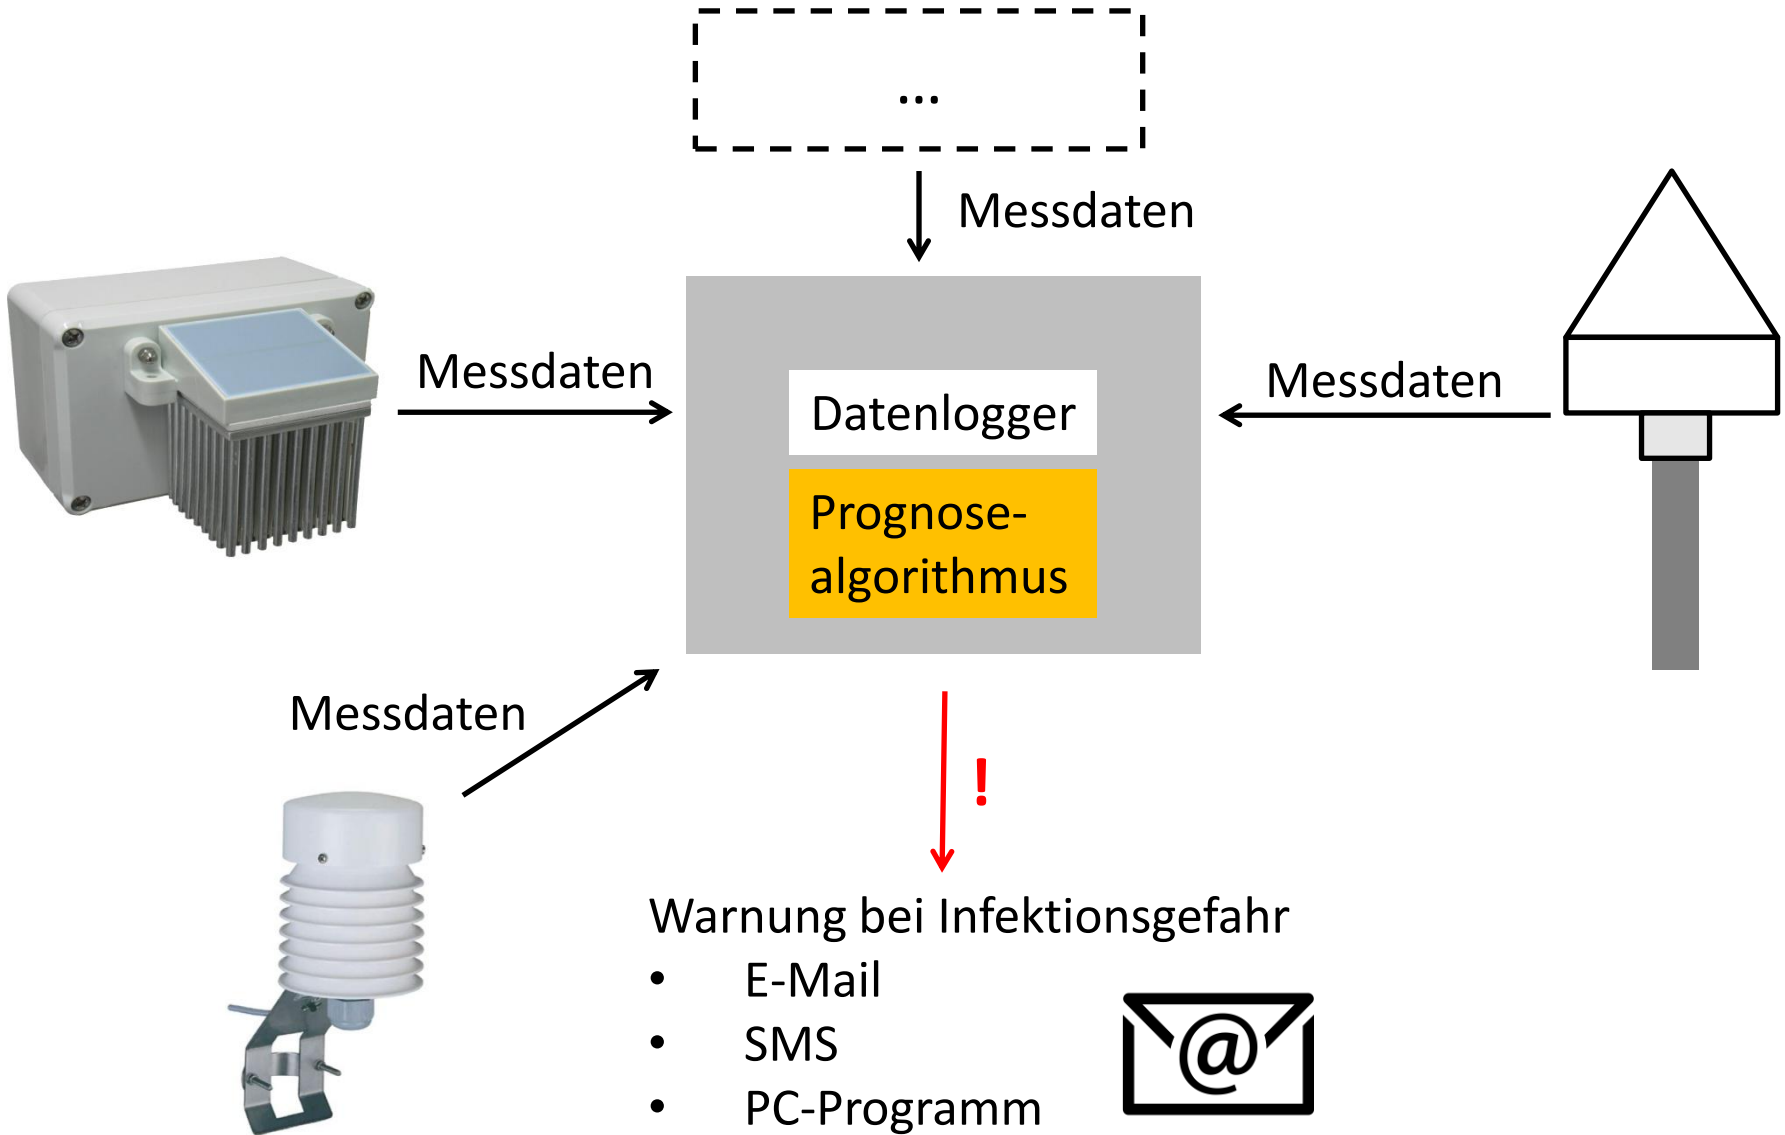 ...
Messdaten
Messdaten
Messdaten
Datenlogger
Prognose-
algorithmus
Messdaten
!
Warnung bei Infektionsgefahr
• E-Mail
• SMS
• PC-Programm
@